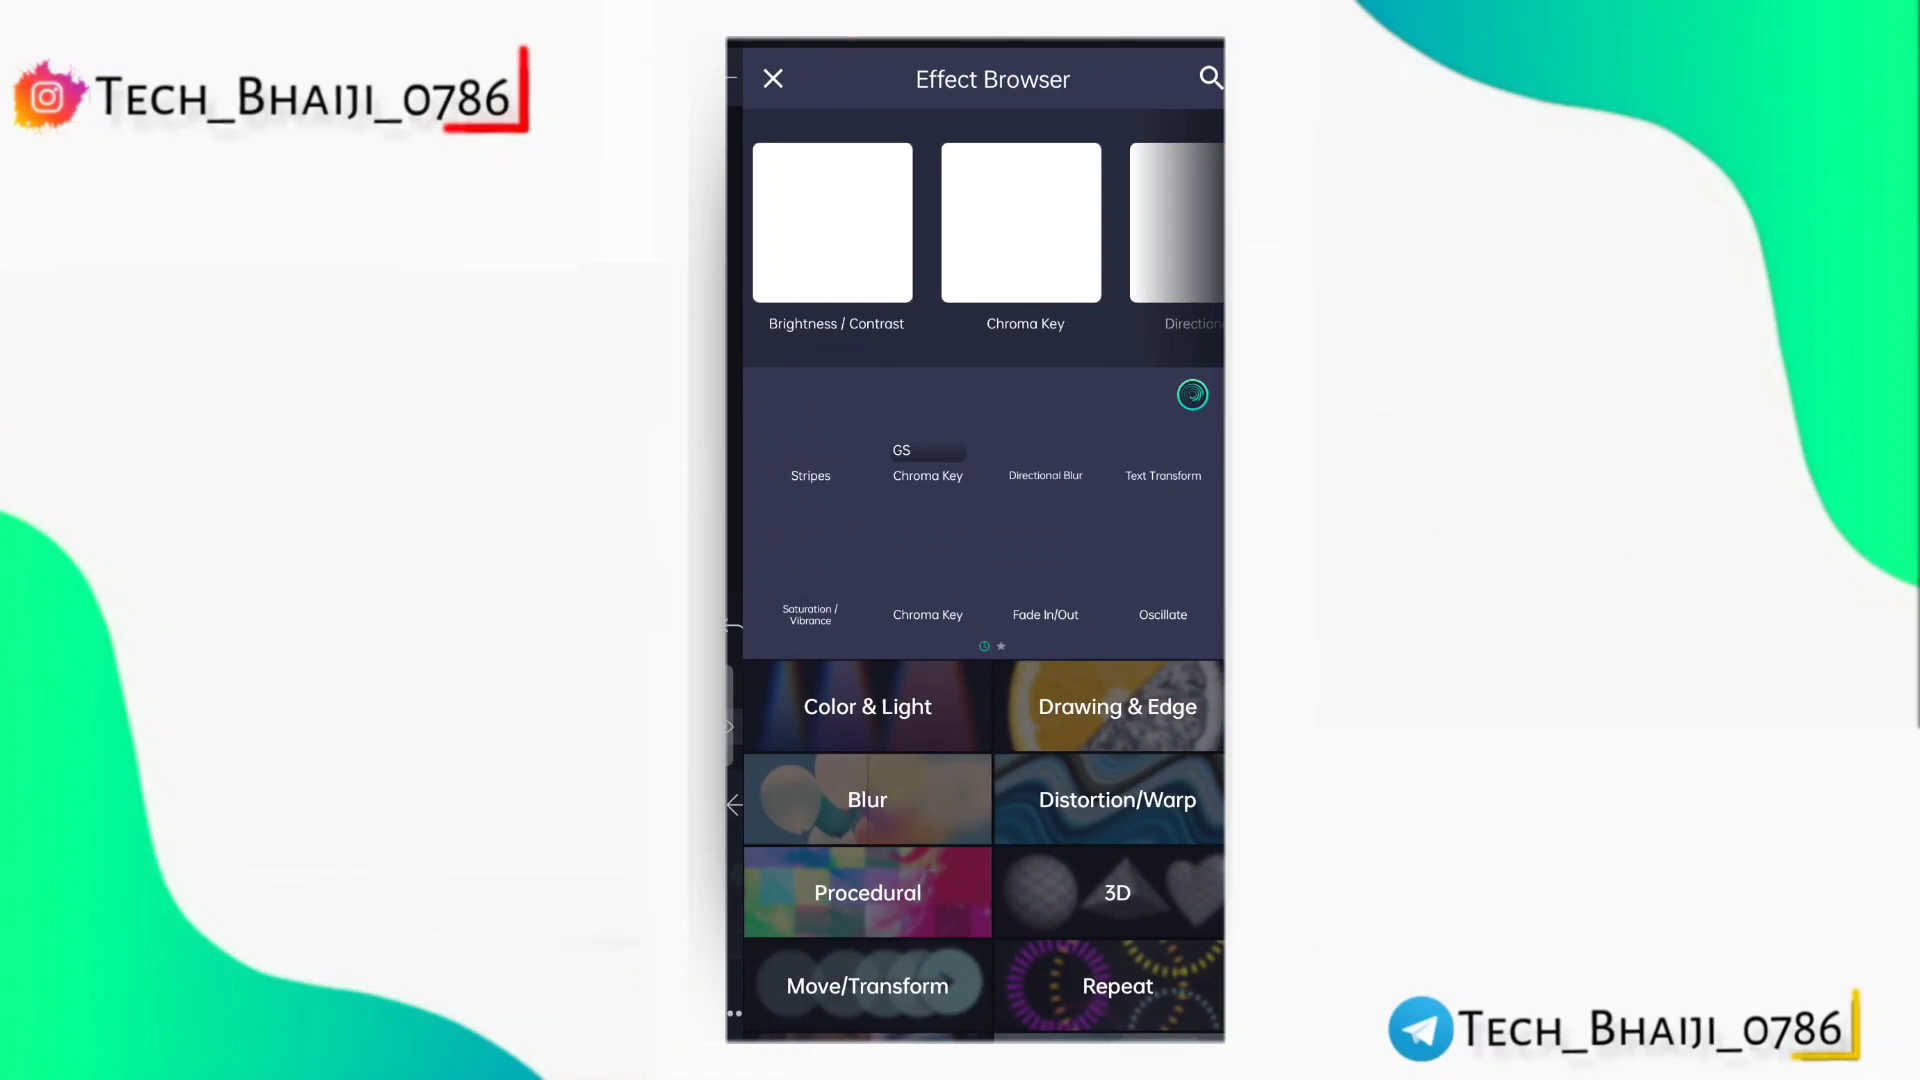 TECH_BHAIJI_0786
Effect Browser
Brightness / Contrast
Chroma Key
Direction
GS
Stripes
Chroma Key
Directional Blur
Text Transform
Saturation /
Vibrance
Chroma Key
Fade In/Out
Oscillate
Color & Light
Drawing & Edge
Blur
Distortion/Warp
Procedural
3D
Move/Transform
Repeat
TECH_BHAIJI_0786